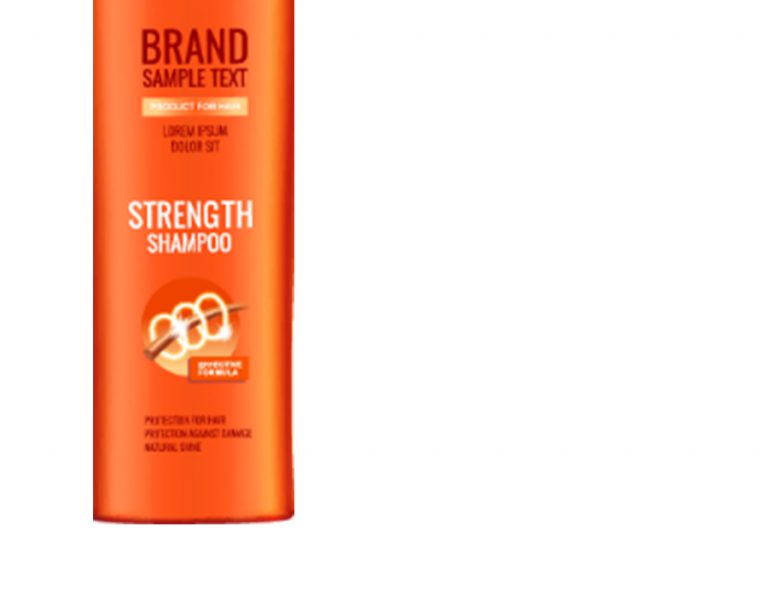 BRAND
SAMPLE TEXT
PRODUCT FOR HAIR
LOREM IPSUM
DOLOR SIT
STRENGTH
SHAMPOO
EFFECTIVE
FORMULA
PROTECTION FOR HAIR
PROTECTION AGAINST DAMAGE
NATURAL SHINE